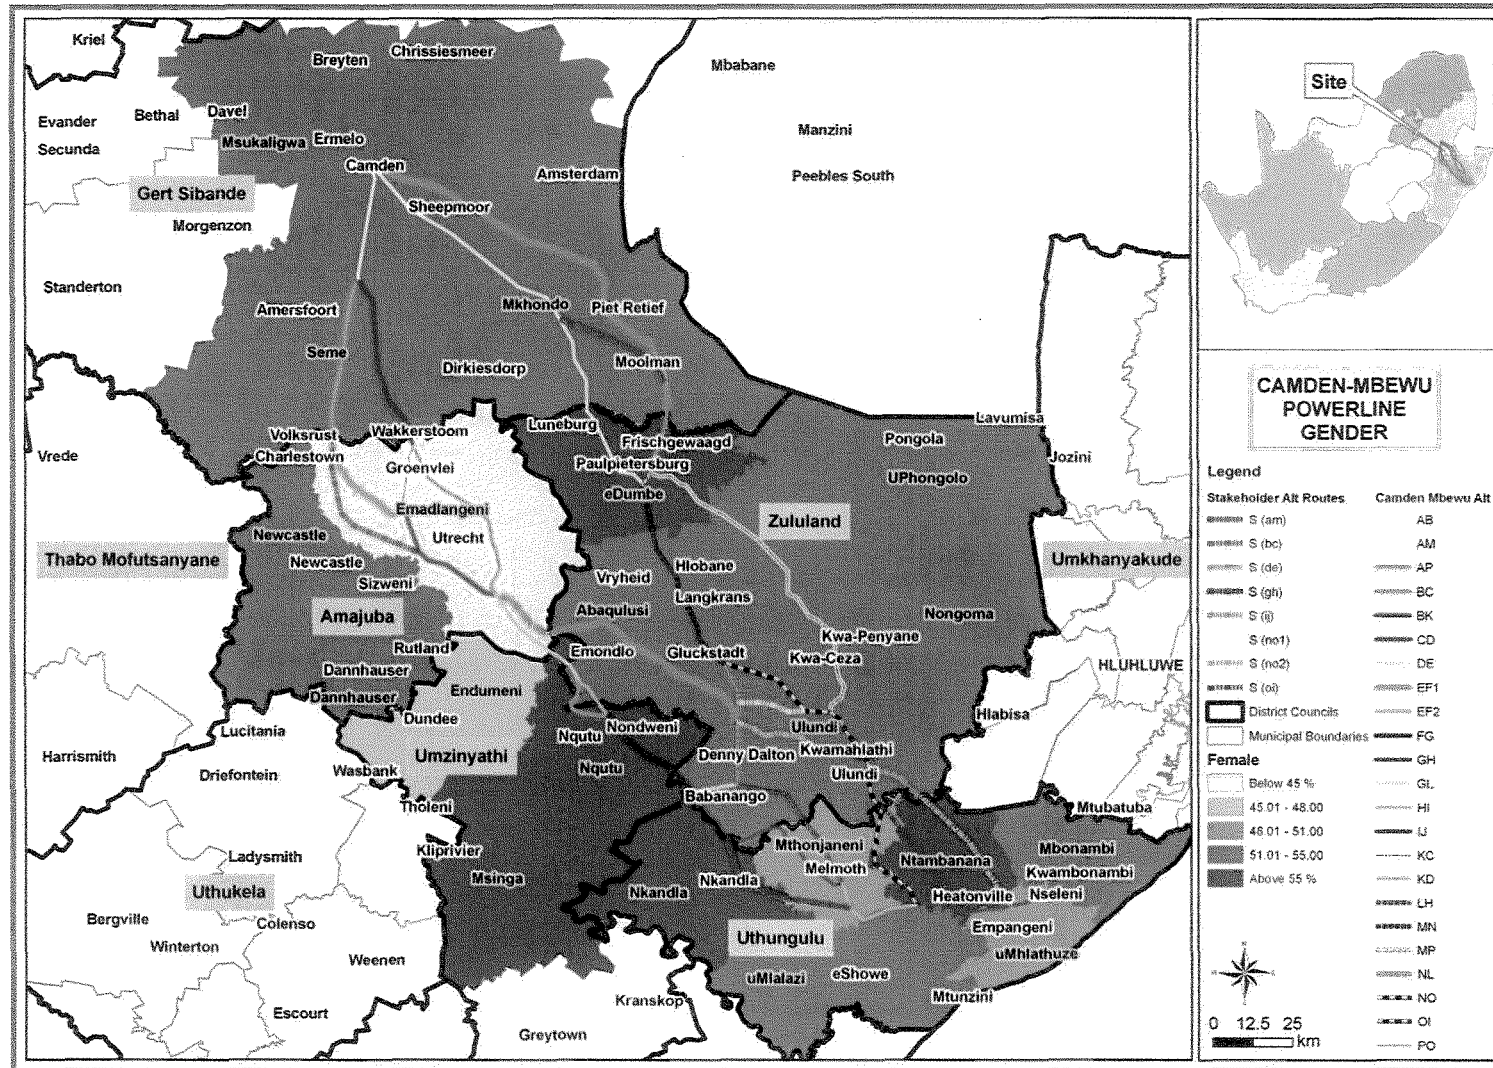 Kriel
Breyten
Chrissiesmeer
Mbabane
Bethal
Davel
Evander
Secunda
Msukaligwa
Ermelo
Manzini
Camden
Amsterdam
Peebles South
Gert Sibande
Sheepmoor
Morgenzon
Standerton
Amersfoort
Mkhondo
Piet Retief
Seme
Dirkiesdorp
Moolman
Lavumisa
Luneburg
Volksrust
Wakkerstoom
Frischgewaagd
Pongola
Vrede
Charlestown
Groenvlei
Paulpietersburg
Jozini
eDumbe
UPhongolo
Emadlangeni
Zululand
Newcastle
Utrecht
Thabo Mofutsanyane
Newcastle
Hlobane
Umkhanyakude
Sizweni
Vryheid
Langkrans
Amajuba
Abaqulusi
Nongoma
Rutland
Emondlo
Gluckstadt
Kwa-Penyane
Kwa-Ceza
HLUHLUWE
Dannhauser
Endumeni
Dannhauser
Dundee
Hlabisa
Lucitania
Nqutu
Nondweni
Ulundi
Harrismith
Umzinyathi
Denny Dalton
Kwamahlathi
Driefontein
Wasbank
Nqutu
Ulundi
Babanango
Tholeni
Mtubatuba
Kliprivier
Mthonjaneni
Mbonambi
Ladysmith
Melmoth
Ntambanana
Kwambonambi
Msinga
Nkandla
Nkandla
Heatonville
Nseleni
Uthukela
Bergville
Colenso
Uthungulu
Empangeni
Winterton
uMhlathuze
Weenen
uMlalazi
eShowe
Mtunzini
Kranskop
Escourt
Greytown
Site
CAMDEN-MBEWU
POWERLINE
GENDER
Legend
Stakeholder Alt Routes
S (am)
S (bc)
S (de)
S (gh)
S (ij)
S (no1)
S (no2)
S (oi)
District Councils
Municipal Boundaries
Female
Below 45 %
45.01 - 48.00
48.01 - 51.00
51.01 - 55.00
Above 55 %
Camden Mbewu Alt
AB
AM
AP
BC
BK
CD
DE
EF1
EF2
FG
GH
GL
HI
IJ
KC
KD
LH
MN
MP
NL
NO
OI
PO
0 12.5 25
km